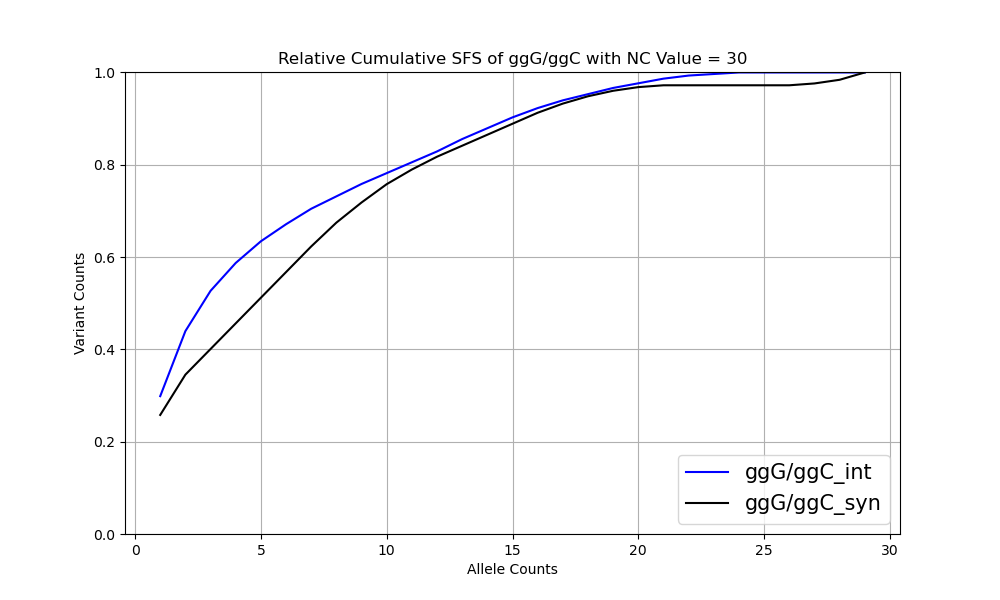 Relative Cumulative SFS of ggG/ggC with NC Value = 30
1.0
0.8
0.6
0.4
0.2
0.0
Variant Counts
0 5 10 15 20 25 30
Allele Counts
ggG/ggC_int
ggG/ggC_syn